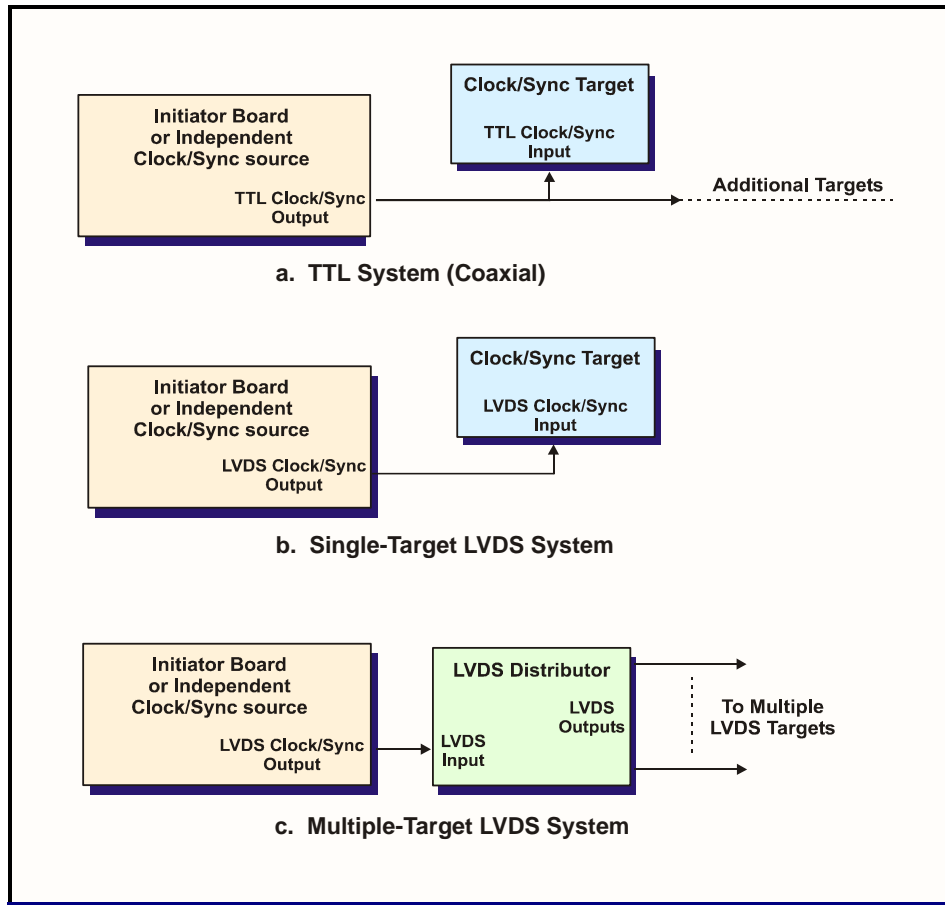 Initiator Board
or Independent
Clock/Sync source
TTL Clock/Sync
Output
Clock/Sync Target
TTL Clock/Sync
Input
Additional Targets
a. TTL System (Coaxial)
Initiator Board
or Independent
Clock/Sync source
LVDS Clock/Sync
Output
Clock/Sync Target
LVDS Clock/Sync
Input
b. Single-Target LVDS System
Initiator Board
or Independent
Clock/Sync source
LVDS Clock/Sync
Output
LVDS Distributor
LVDS
Outputs
LVDS
Input
To Multiple
LVDS Targets
c. Multiple-Target LVDS System